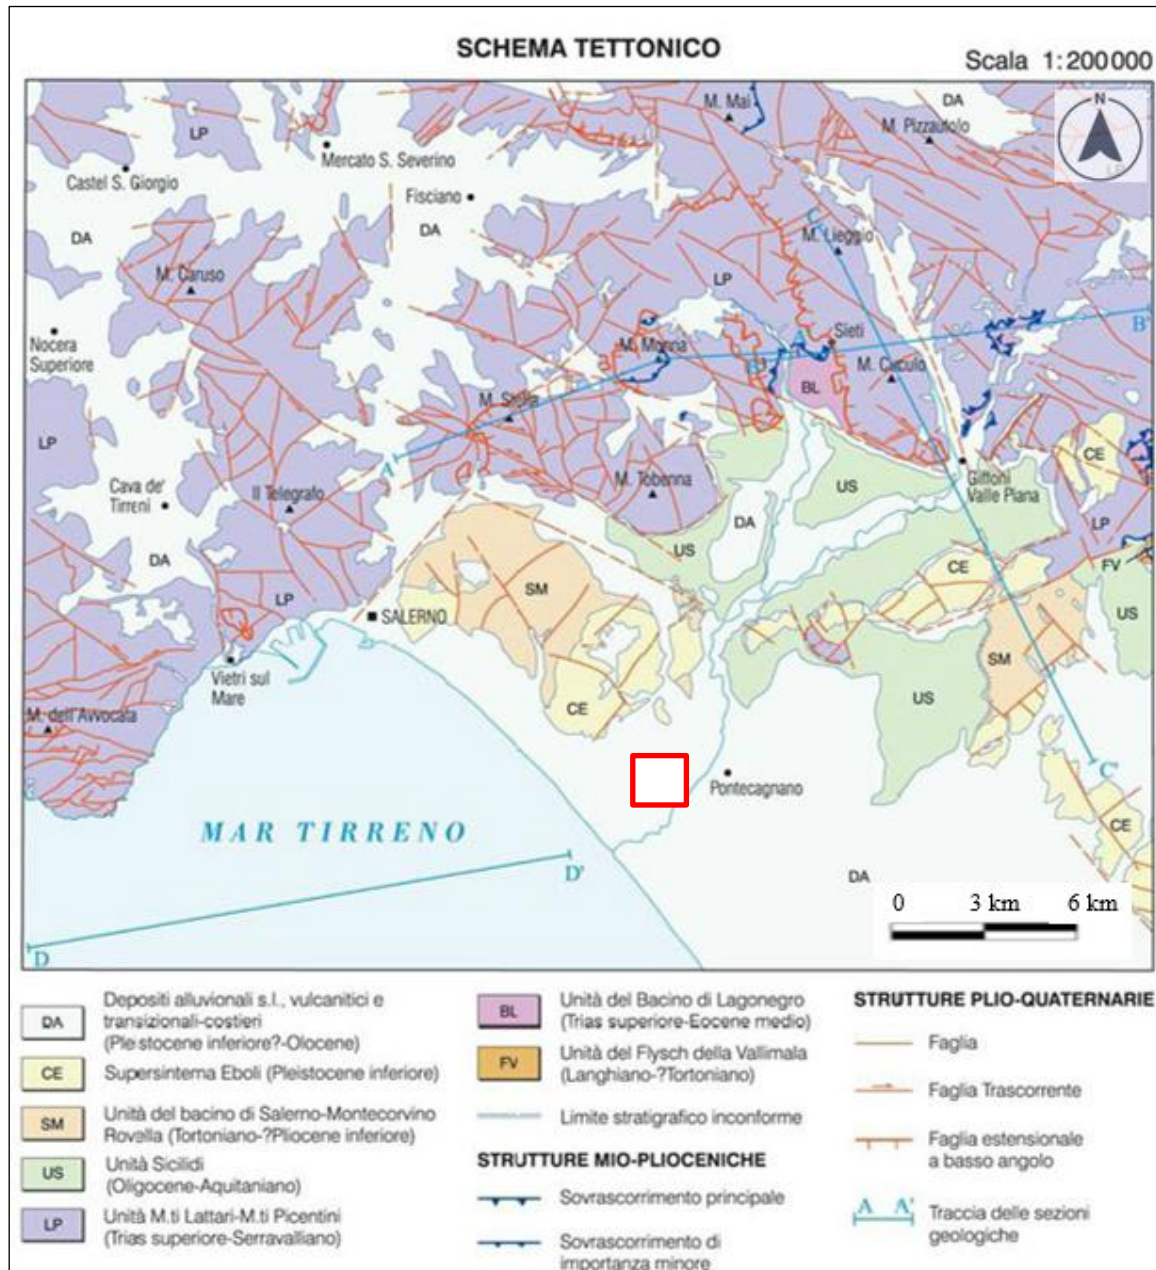 SCHEMA TETTONICO
Scala 1:200000
N
M. Mai
DA
M. Pizzautolo
LP
LP
Mercato S. Severino
Castel S. Giorgio
Fisciano
C
DA
DA
M. Lieggio
M. Caruso
LP
B'
Nocera
Superiore
M. Monna
Sieti
B
M. Cuculo
BL
M. Stella
LP
A
CE
M. Tobenna
Giffoni
Valle Piana
Cava de'
Tirreni
Il Telegrafo
US
DA
LP
DA
US
FV
CE
SM
US
LP
SALERNO
SM
Vietri sul
Mare
US
CE
M. dell'Avvocata
C'
Pontecagnano
MAR TIRRENO
CE
D'
DA
0 3 km 6 km
D
DA
Depositi alluvionali s.l., vulcanitici e
transizionali-costieri
(Pleistocene inferiore?-Olocene)
CE
Supersintema Eboli (Pleistocene inferiore)
SM
Unità del bacino di Salerno-Montecorvino
Rovella (Tortoniano-?Pliocene inferiore)
US
Unità Sicilidi
(Oligocene-Aquitaniano)
LP
Unità M.ti Lattari-M.ti Picentini
(Trias superiore-Serravalliano)
BL
Unità del Bacino di Lagonegro
(Trias superiore-Eocene medio)
FV
Unità del Flysch della Vallimala
(Langhiano-?Tortoniano)
Limite stratigrafico inconforme
STRUTTURE MIO-PLIOCENICHE
Sovrascorrimento principale
Sovrascorrimento di
importanza minore
STRUTTURE PLIO-QUATERNARIE
Faglia
Faglia Trascorrente
Faglia estensionale
a basso angolo
A A'
Traccia delle sezioni
geologiche